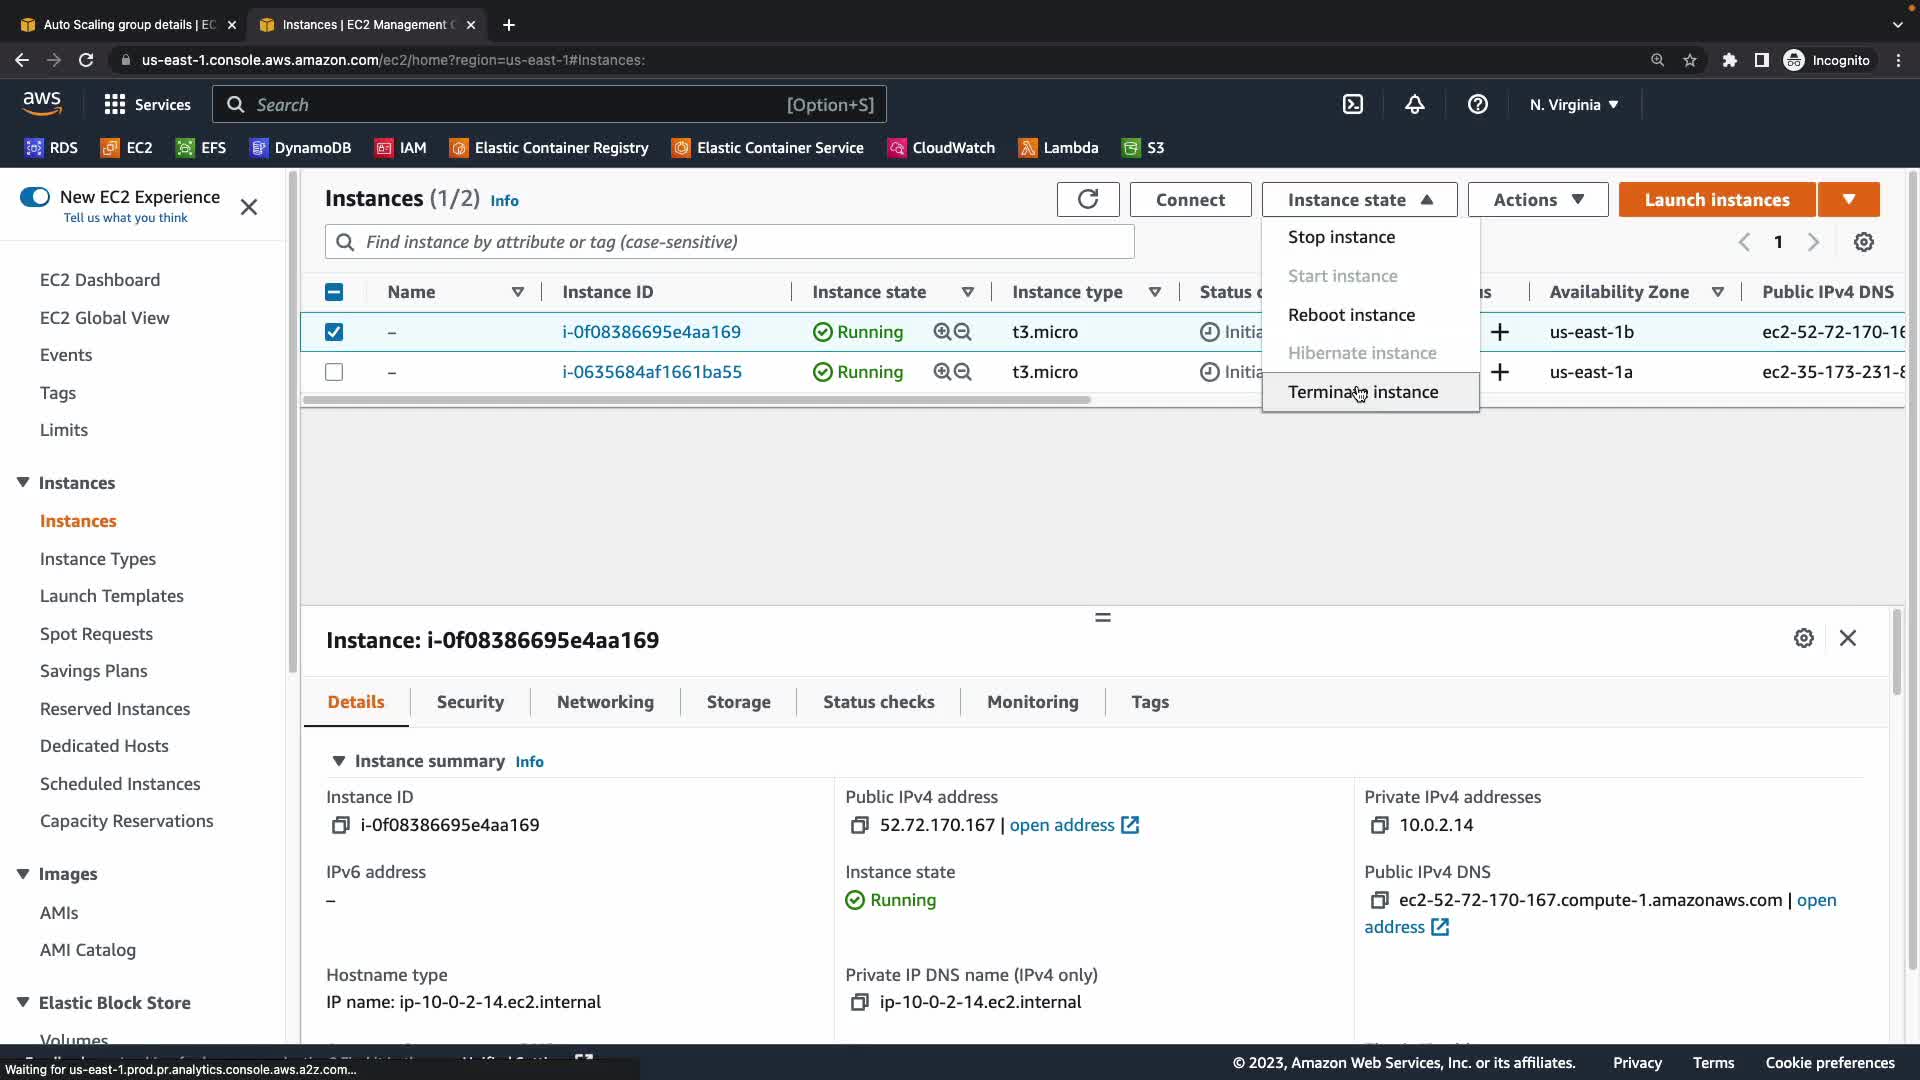 Auto Scaling group details | EC
Instances | EC2 Management C
us-east-1.console.aws.amazon.com/ec2/home?region=us-east-1#Instances:
Incognito
aws
Services
Search
[Option+S]
N. Virginia
RDS
EC2
EFS
DynamoDB
IAM
Elastic Container Registry
Elastic Container Service
CloudWatch
Lambda
S3
New EC2 Experience
Tell us what you think
EC2 Dashboard
EC2 Global View
Events
Tags
Limits
Instances
Instances
Instance Types
Launch Templates
Spot Requests
Savings Plans
Reserved Instances
Dedicated Hosts
Scheduled Instances
Capacity Reservations
Images
AMIs
AMI Catalog
Elastic Block Store
Volumes
Instances (1/2) Info
Connect
Instance state
Actions
Launch instances
Find instance by attribute or tag (case-sensitive)
1
Stop instance
Start instance
Reboot instance
Hibernate instance
Terminate instance
Name Instance ID Instance state Instance type Status c us Availability Zone Public IPv4 DNS
– i-0f08386695e4aa169 Running t3.micro Initia us-east-1b ec2-52-72-170-16
– i-0635684af1661ba55 Running t3.micro Initia us-east-1a ec2-35-173-231-8
Instance: i-0f08386695e4aa169
Details Security Networking Storage Status checks Monitoring Tags
Instance summary Info
Instance ID
i-0f08386695e4aa169
Public IPv4 address
52.72.170.167 | open address
Private IPv4 addresses
10.0.2.14
IPv6 address
–
Instance state
Running
Public IPv4 DNS
ec2-52-72-170-167.compute-1.amazonaws.com | open
address
Hostname type
IP name: ip-10-0-2-14.ec2.internal
Private IP DNS name (IPv4 only)
ip-10-0-2-14.ec2.internal
Waiting for us-east-1.prod.pr.analytics.console.aws.a2z.com...
© 2023, Amazon Web Services, Inc. or its affiliates.
Privacy
Terms
Cookie preferences